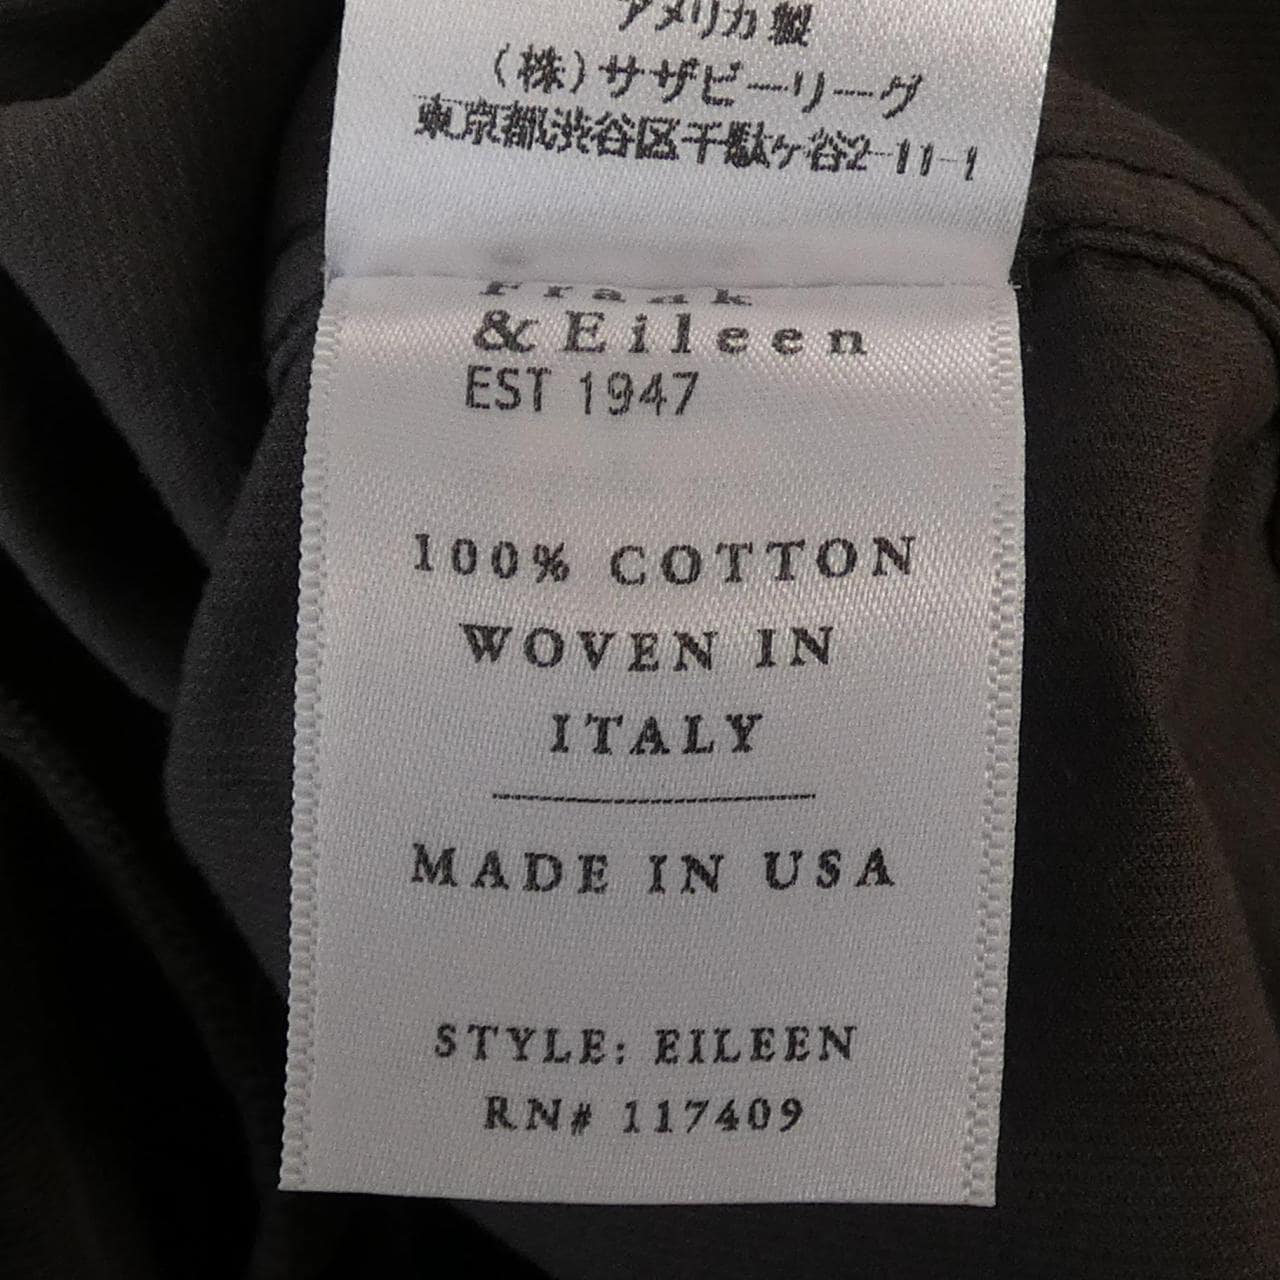 アメリカ製
(株)サザビーリーグ
東京都渋谷区千駄ケ谷2-11-1
Frank
& Eileen
EST 1947
100% COTTON
WOVEN IN
ITALY
MADE IN USA
STYLE: EILEEN
RN# 117409